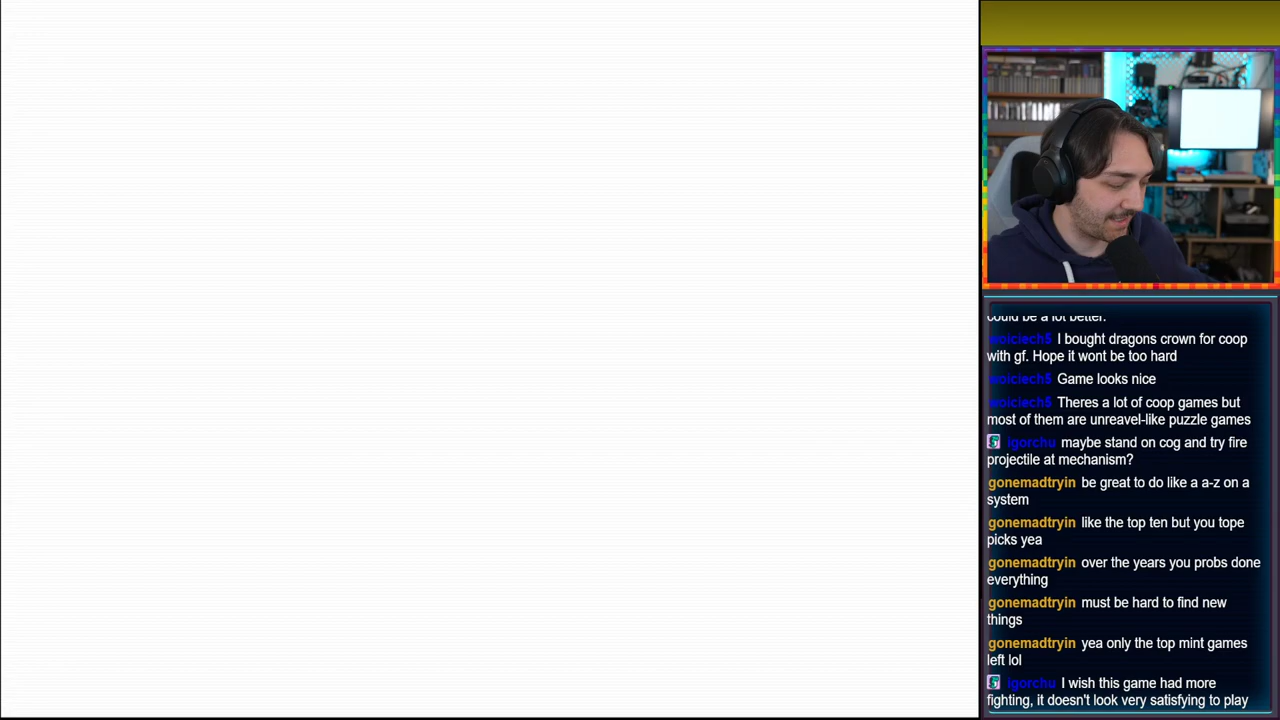 could be a lot better.
woiciech5 I bought dragons crown for coop
with gf. Hope it wont be too hard
woiciech5 Game looks nice
woiciech5 Theres a lot of coop games but
most of them are unreavel-like puzzle games
igorchu maybe stand on cog and try fire
projectile at mechanism?
gonemadtryin be great to do like a a-z on a
system
gonemadtryin like the top ten but you tope
picks yea
gonemadtryin over the years you probs done
everything
gonemadtryin must be hard to find new
things
gonemadtryin yea only the top mint games
left lol
igorchu I wish this game had more
fighting, it doesn't look very satisfying to play